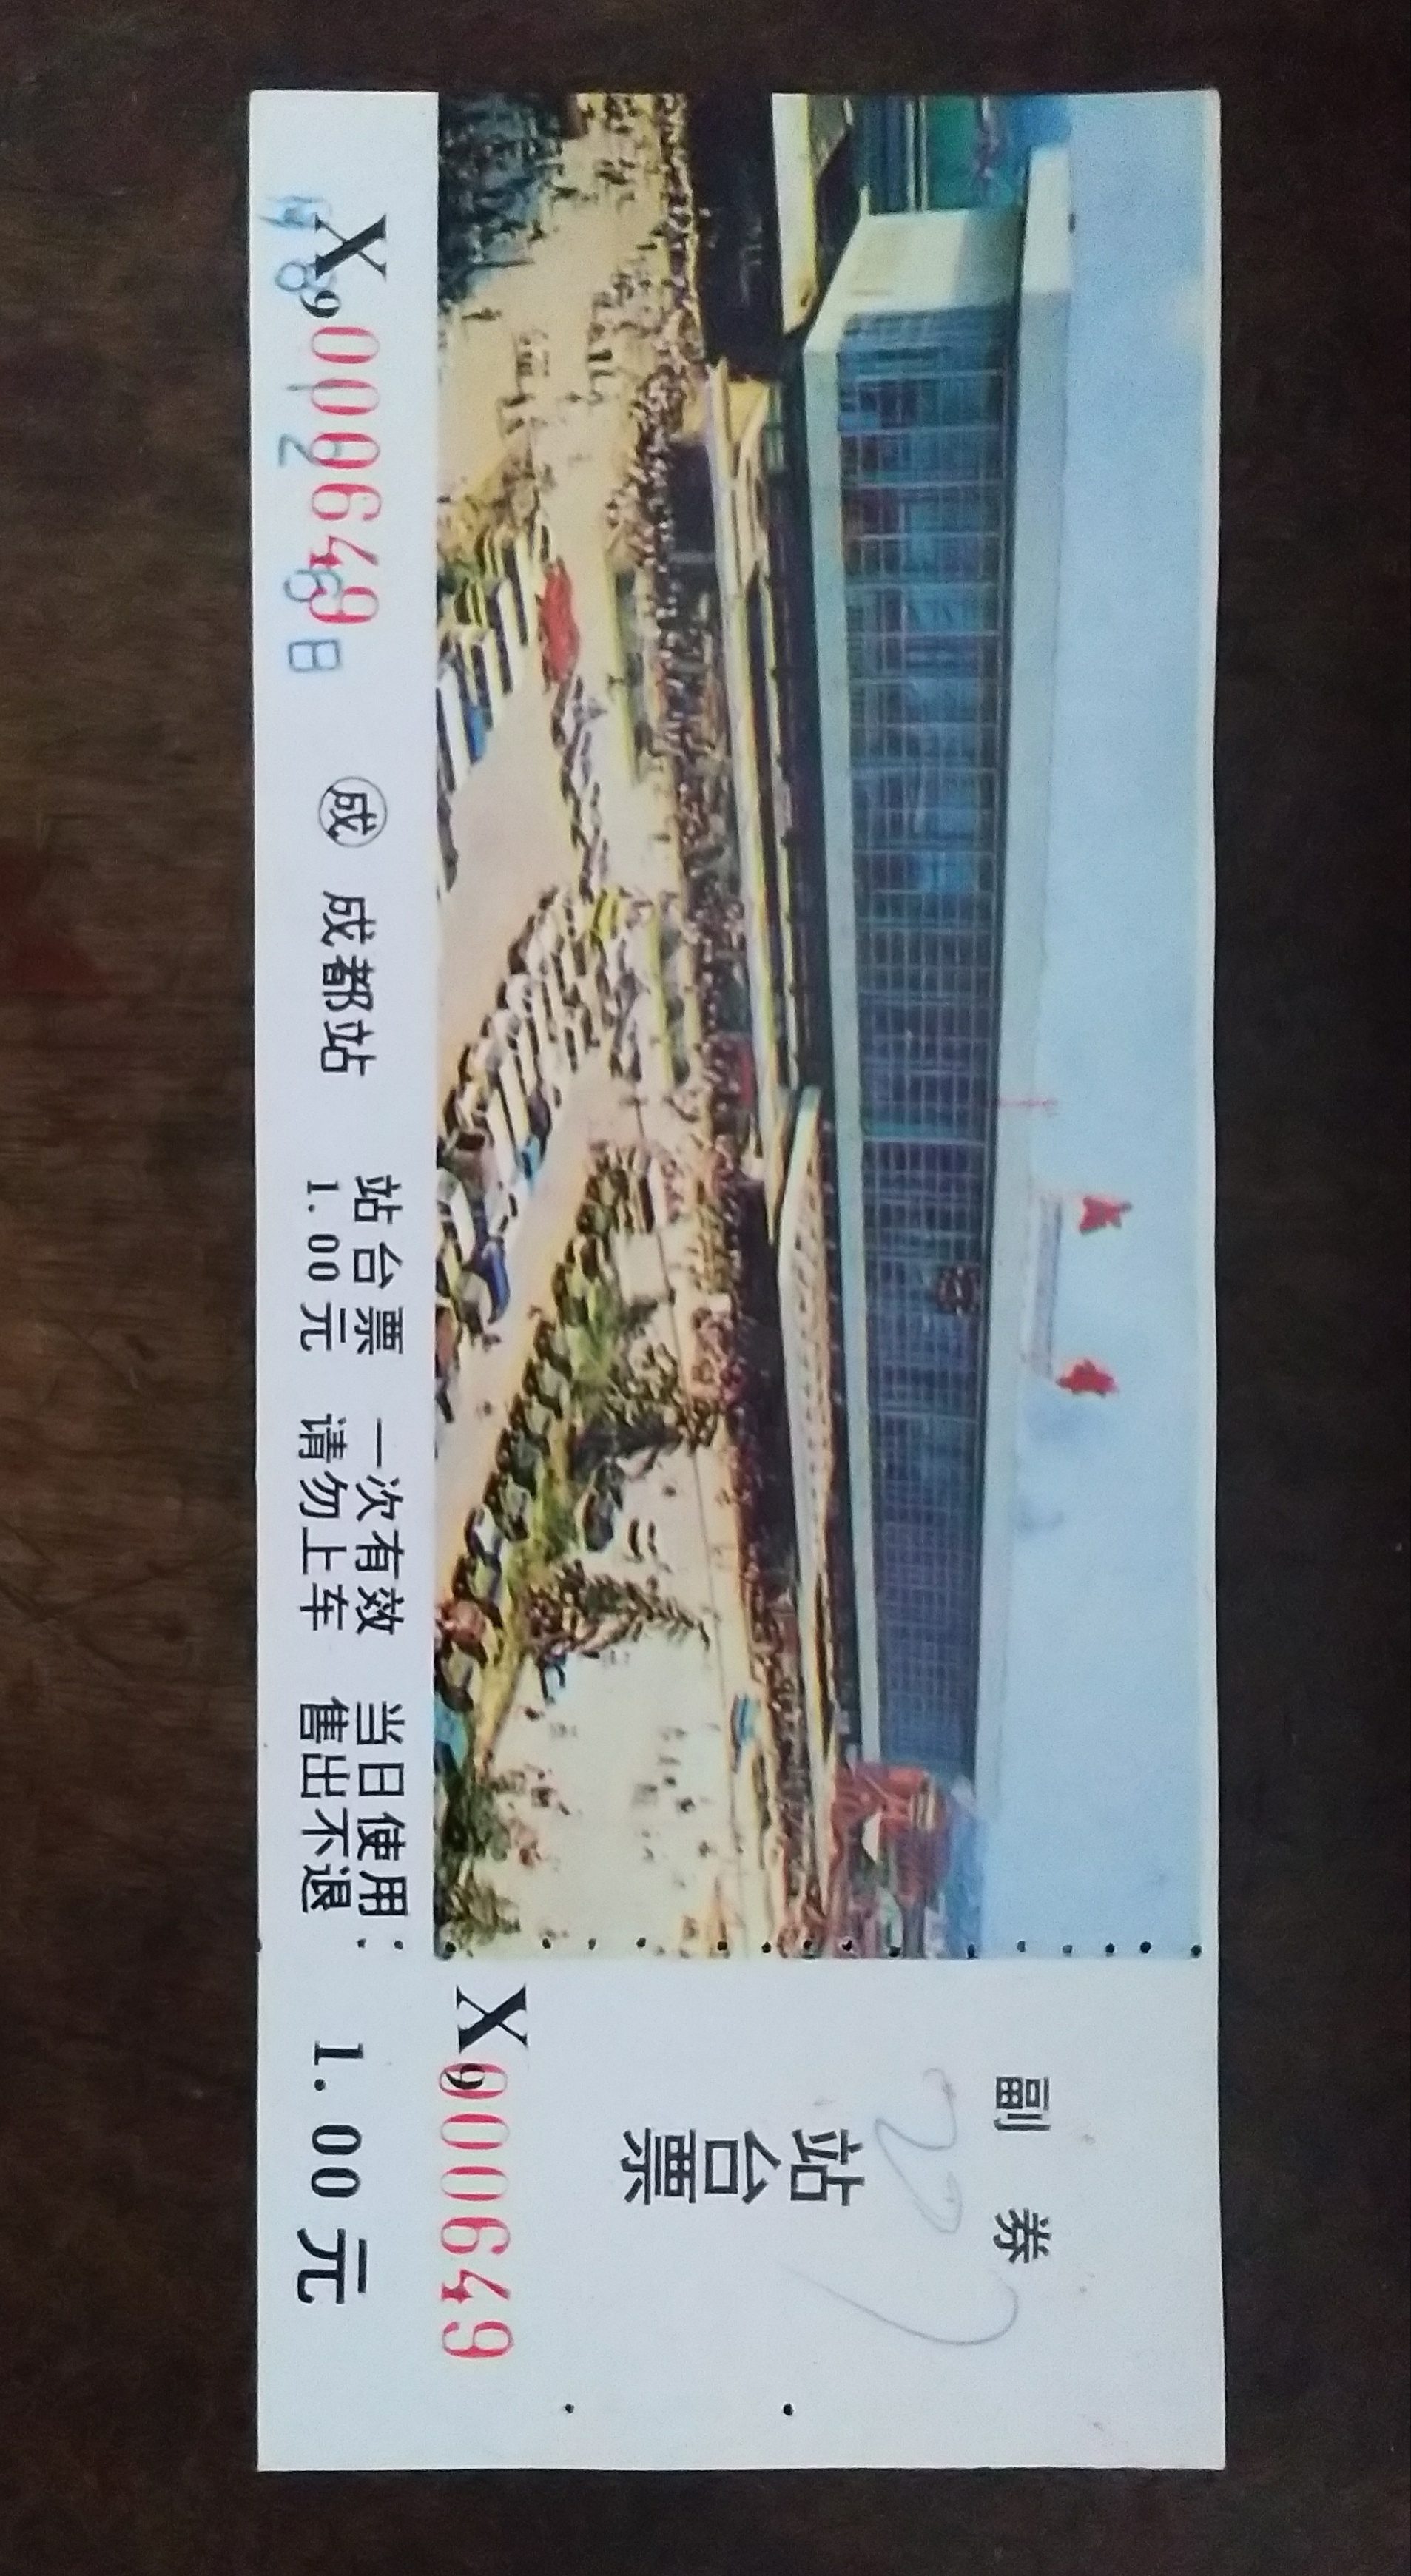 X₉000649 ㊍成 成都站 站台票 一次有效 当日使用:
1.00元 请勿上车 售出不退
副 券
站台票
X₉000649
1.00元